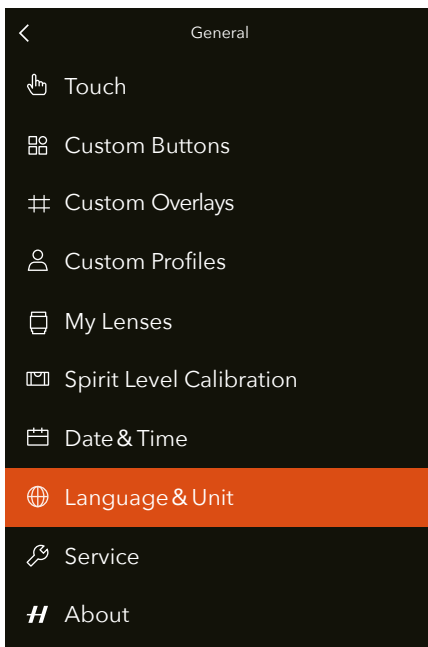 General
Touch
Custom Buttons
Custom Overlays
Custom Profiles
My Lenses
Spirit Level Calibration
Date & Time
Language & Unit
Service
About